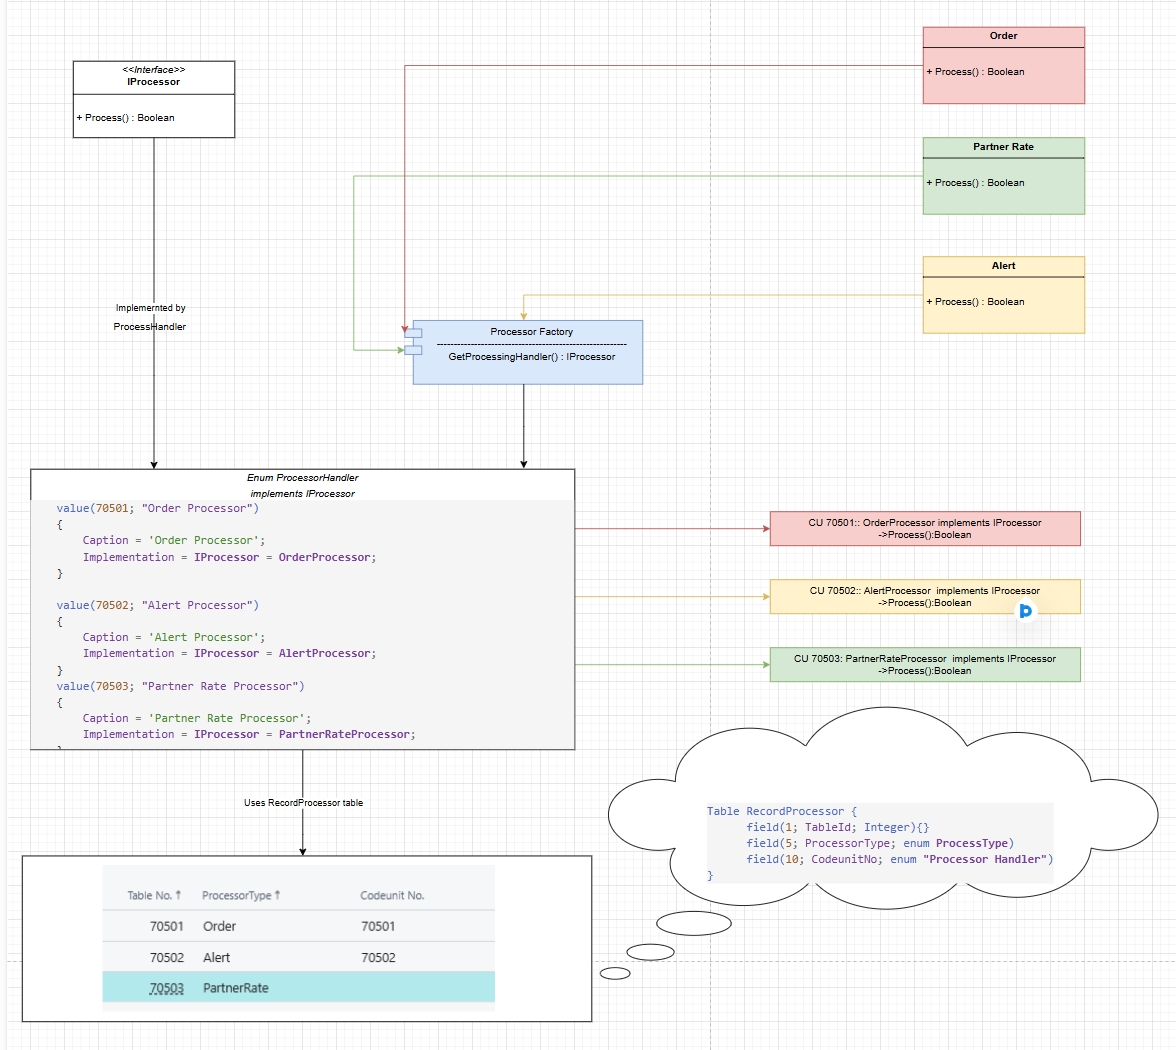 <<Interface>>
IProcessor
+ Process() : Boolean
Order
+ Process() : Boolean
Partner Rate
+ Process() : Boolean
Alert
+ Process() : Boolean
Implemernted by
ProcessHandler
Processor Factory
------------------------------------------------------
GetProcessingHandler() : IProcessor
Enum ProcessorHandler
implements IProcessor
value(70501; "Order Processor")
{
Caption = 'Order Processor';
Implementation = IProcessor = OrderProcessor;
}
value(70502; "Alert Processor")
{
Caption = 'Alert Processor';
Implementation = IProcessor = AlertProcessor;
}
value(70503; "Partner Rate Processor")
{
Caption = 'Partner Rate Processor';
Implementation = IProcessor = PartnerRateProcessor;
}
CU 70501:: OrderProcessor implements IProcessor
->Process():Boolean
CU 70502:: AlertProcessor implements IProcessor
->Process():Boolean
CU 70503: PartnerRateProcessor implements IProcessor
->Process():Boolean
Uses RecordProcessor table
Table RecordProcessor {
field(1; TableId; Integer){}
field(5; ProcessorType; enum ProcessType)
field(10; CodeunitNo; enum "Processor Handler")
}
Table No. ↑ ProcessorType ↑ Codeunit No.
70501 Order 70501
70502 Alert 70502
70503 PartnerRate